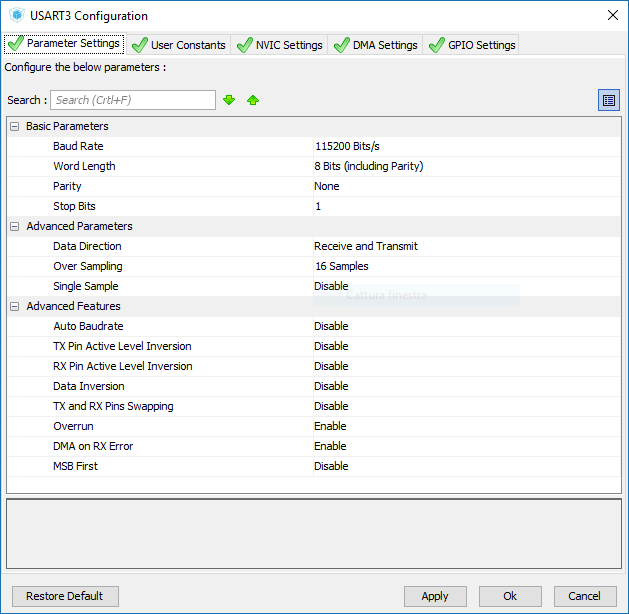 USART3 Configuration
Parameter Settings User Constants NVIC Settings DMA Settings GPIO Settings
Configure the below parameters :
Search : Search (Crtl+F)
Basic Parameters
Baud Rate 115200 Bits/s
Word Length 8 Bits (including Parity)
Parity None
Stop Bits 1
Advanced Parameters
Data Direction Receive and Transmit
Over Sampling 16 Samples
Single Sample Disable
Cattura finestra
Advanced Features
Auto Baudrate Disable
TX Pin Active Level Inversion Disable
RX Pin Active Level Inversion Disable
Data Inversion Disable
TX and RX Pins Swapping Disable
Overrun Enable
DMA on RX Error Enable
MSB First Disable
Restore Default Apply Ok Cancel